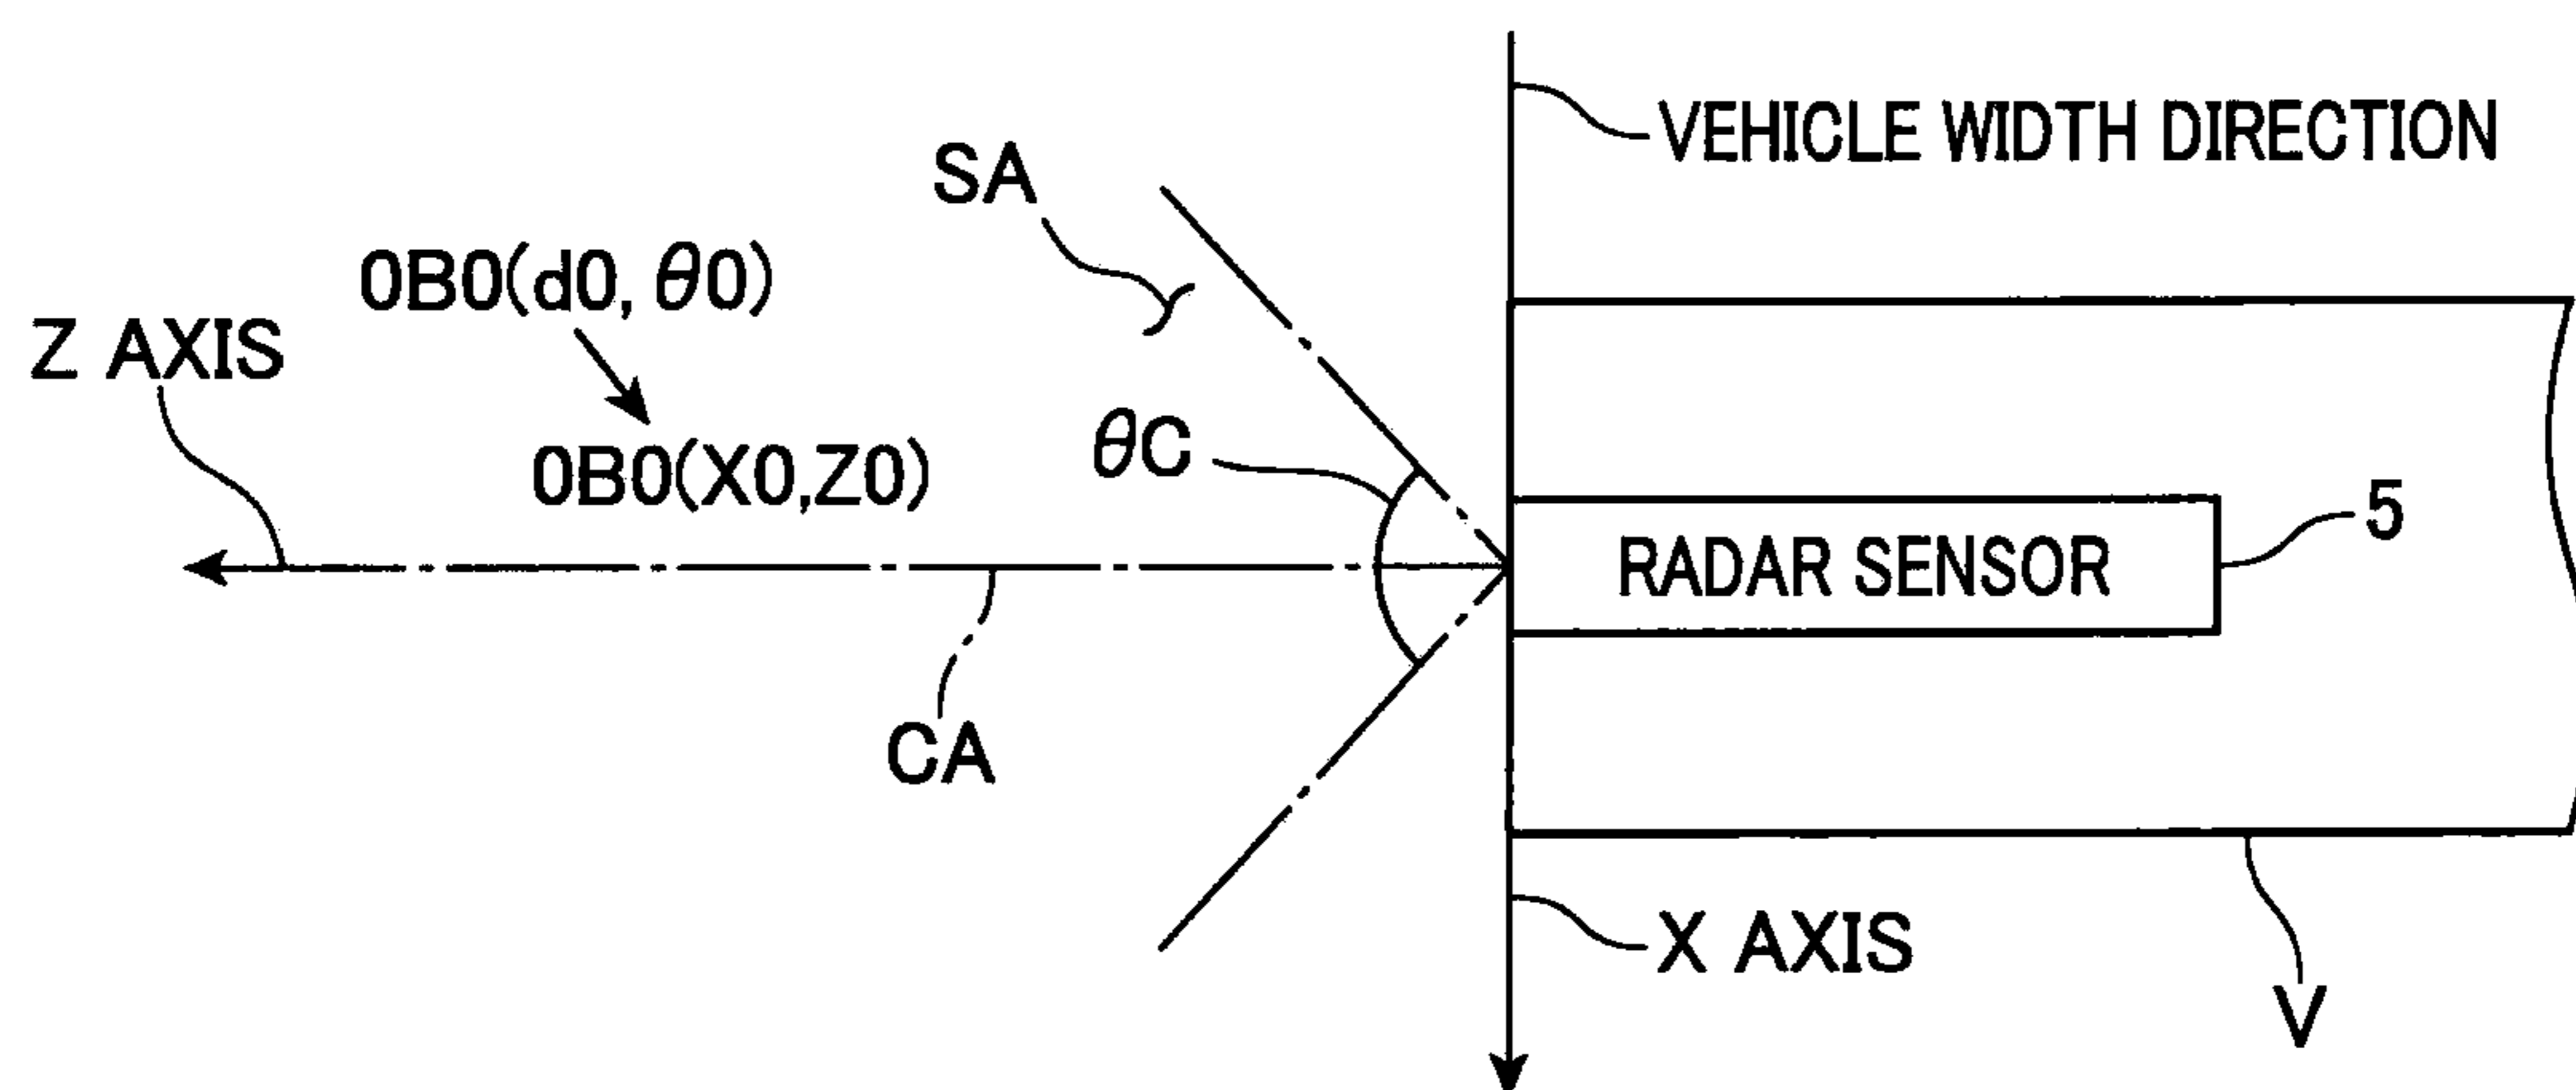 VEHICLE WIDTH DIRECTION
SA
0B0(d0, θ0)
Z AXIS
θC
0B0(X0,Z0)
5
RADAR SENSOR
CA
X AXIS
V